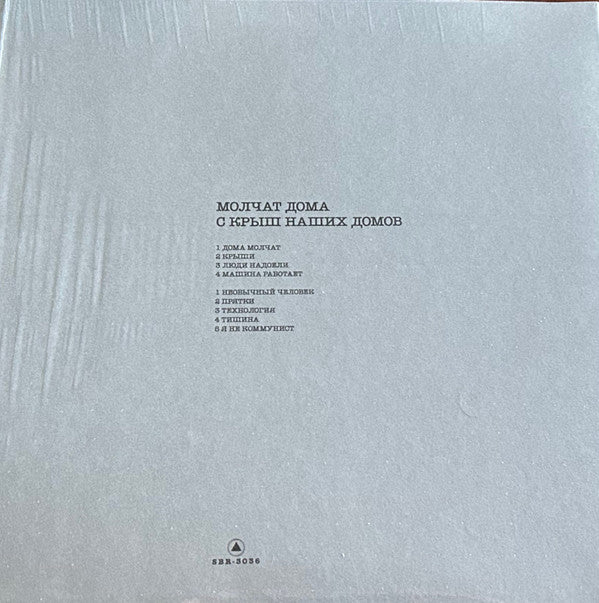 МОЛЧАТ ДОМА
С КРЫШ НАШИХ ДОМОВ
1 ДОМА МОЛЧАТ
2 КРЫШИ
3 ЛЮДИ НАДОЕЛИ
4 МАШИНА РАБОТАЕТ
1 НЕОБЫЧНЫЙ ЧЕЛОВЕК
2 ПРЯТКИ
3 ТЕХНОЛОГИЯ
4 ТИШИНА
5 Я НЕ КОММУНИСТ
SBR-3036